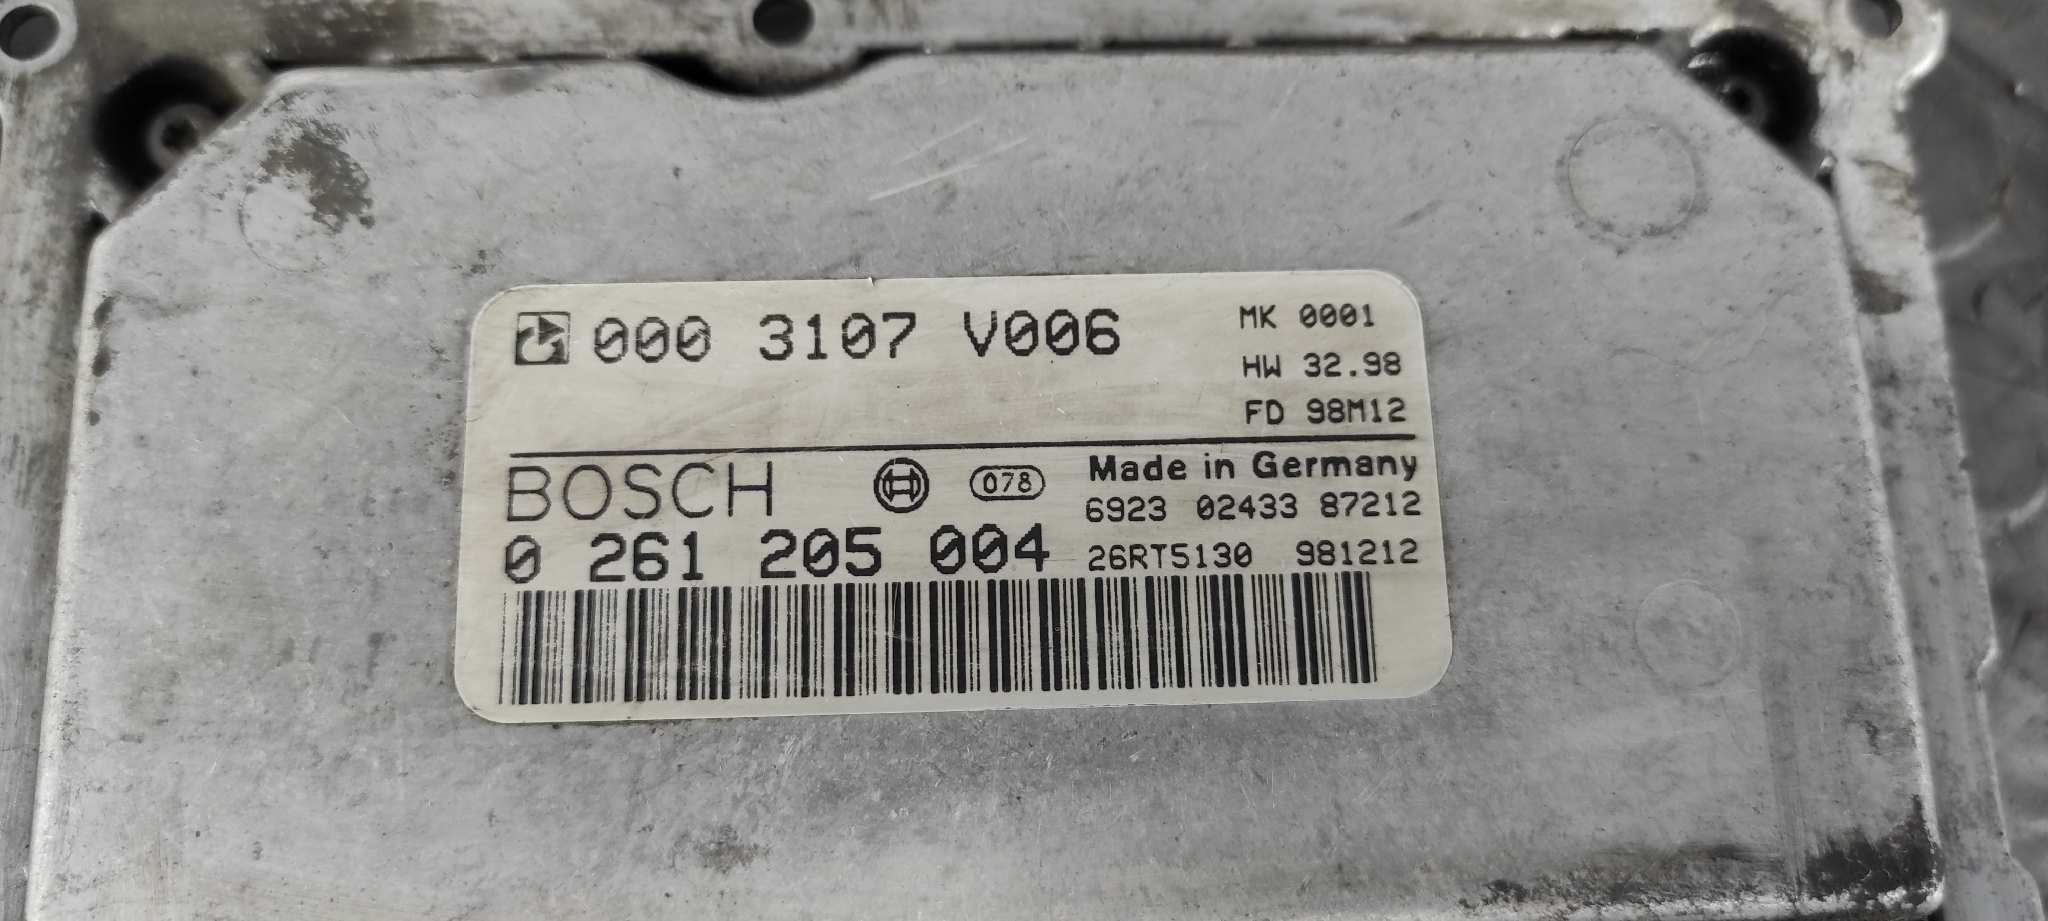 000 3107 V006
MK 0001
HW 32.98
FD 98M12
BOSCH 078 Made in Germany
6923 02433 87212
0 261 205 004 26RT5130 981212